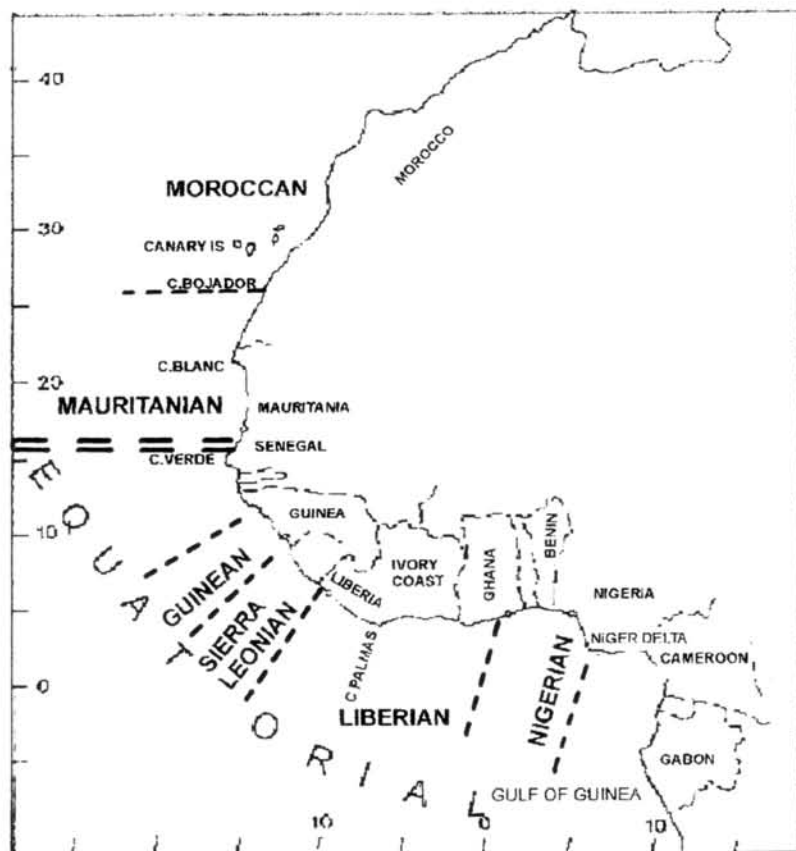 40
MOROCCO
MOROCCAN
30
CANARY IS
C.BOJADOR
C.BLANC
20
MAURITANIAN
MAURITANIA
SENEGAL
C.VERDE
EQUATORIAL
GUINEA
10
IVORY
COAST
GHANA
BENIN
GUINEAN
LIBERIA
NIGERIA
SIERRA
LEONIAN
NIGER DELTA
CAMEROON
C PALMAS
0
LIBERIAN
NIGERIAN
GABON
GULF OF GUINEA
10
0
10